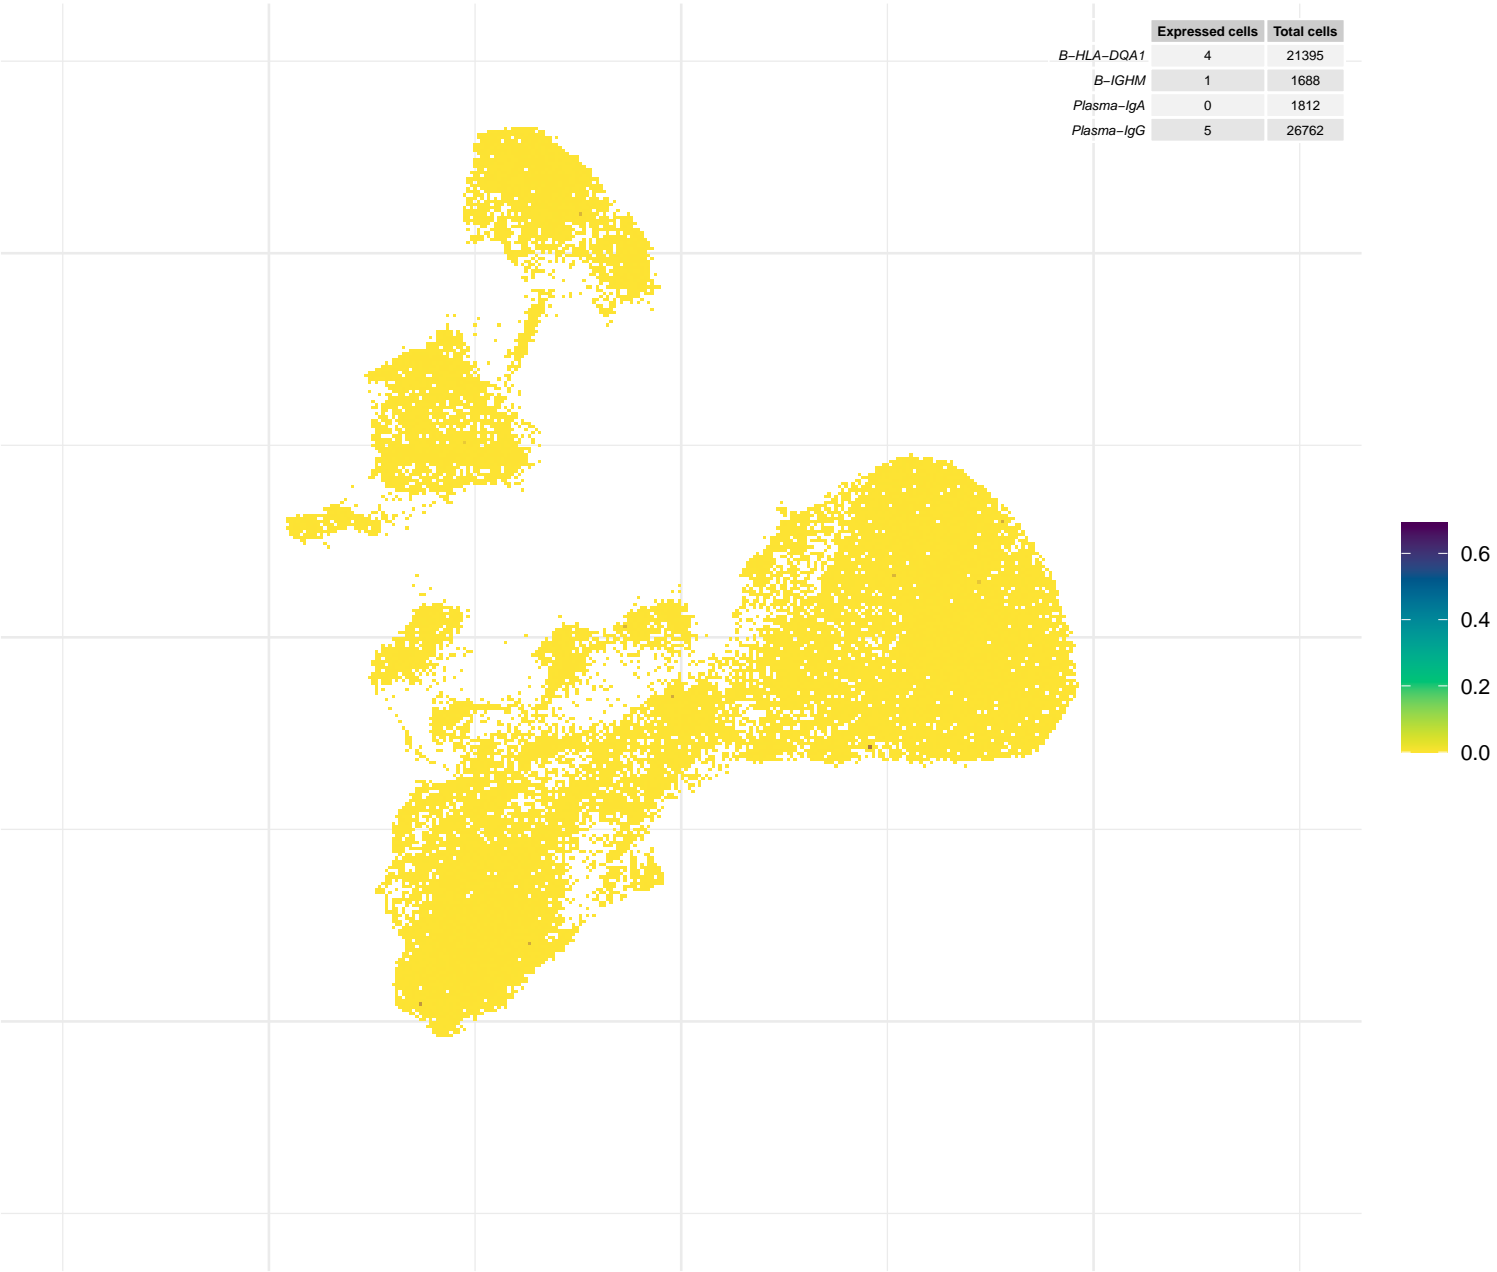 Expressed cells Total cells
B−HLA−DQA1 4 21395
B−IGHM 1 1688
Plasma−IgA 0 1812
Plasma−IgG 5 26762
0.6
0.4
0.2
0.0